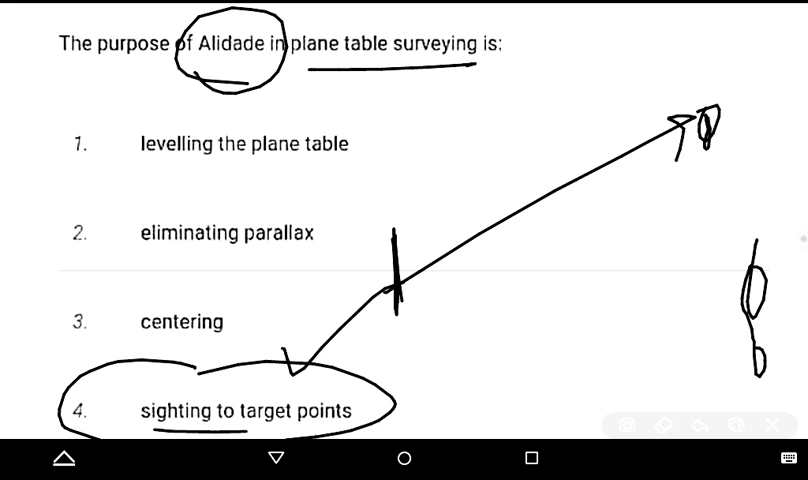 The purpose of Alidade in plane table surveying is:
1. levelling the plane table
2. eliminating parallax
3. centering
4. sighting to target points